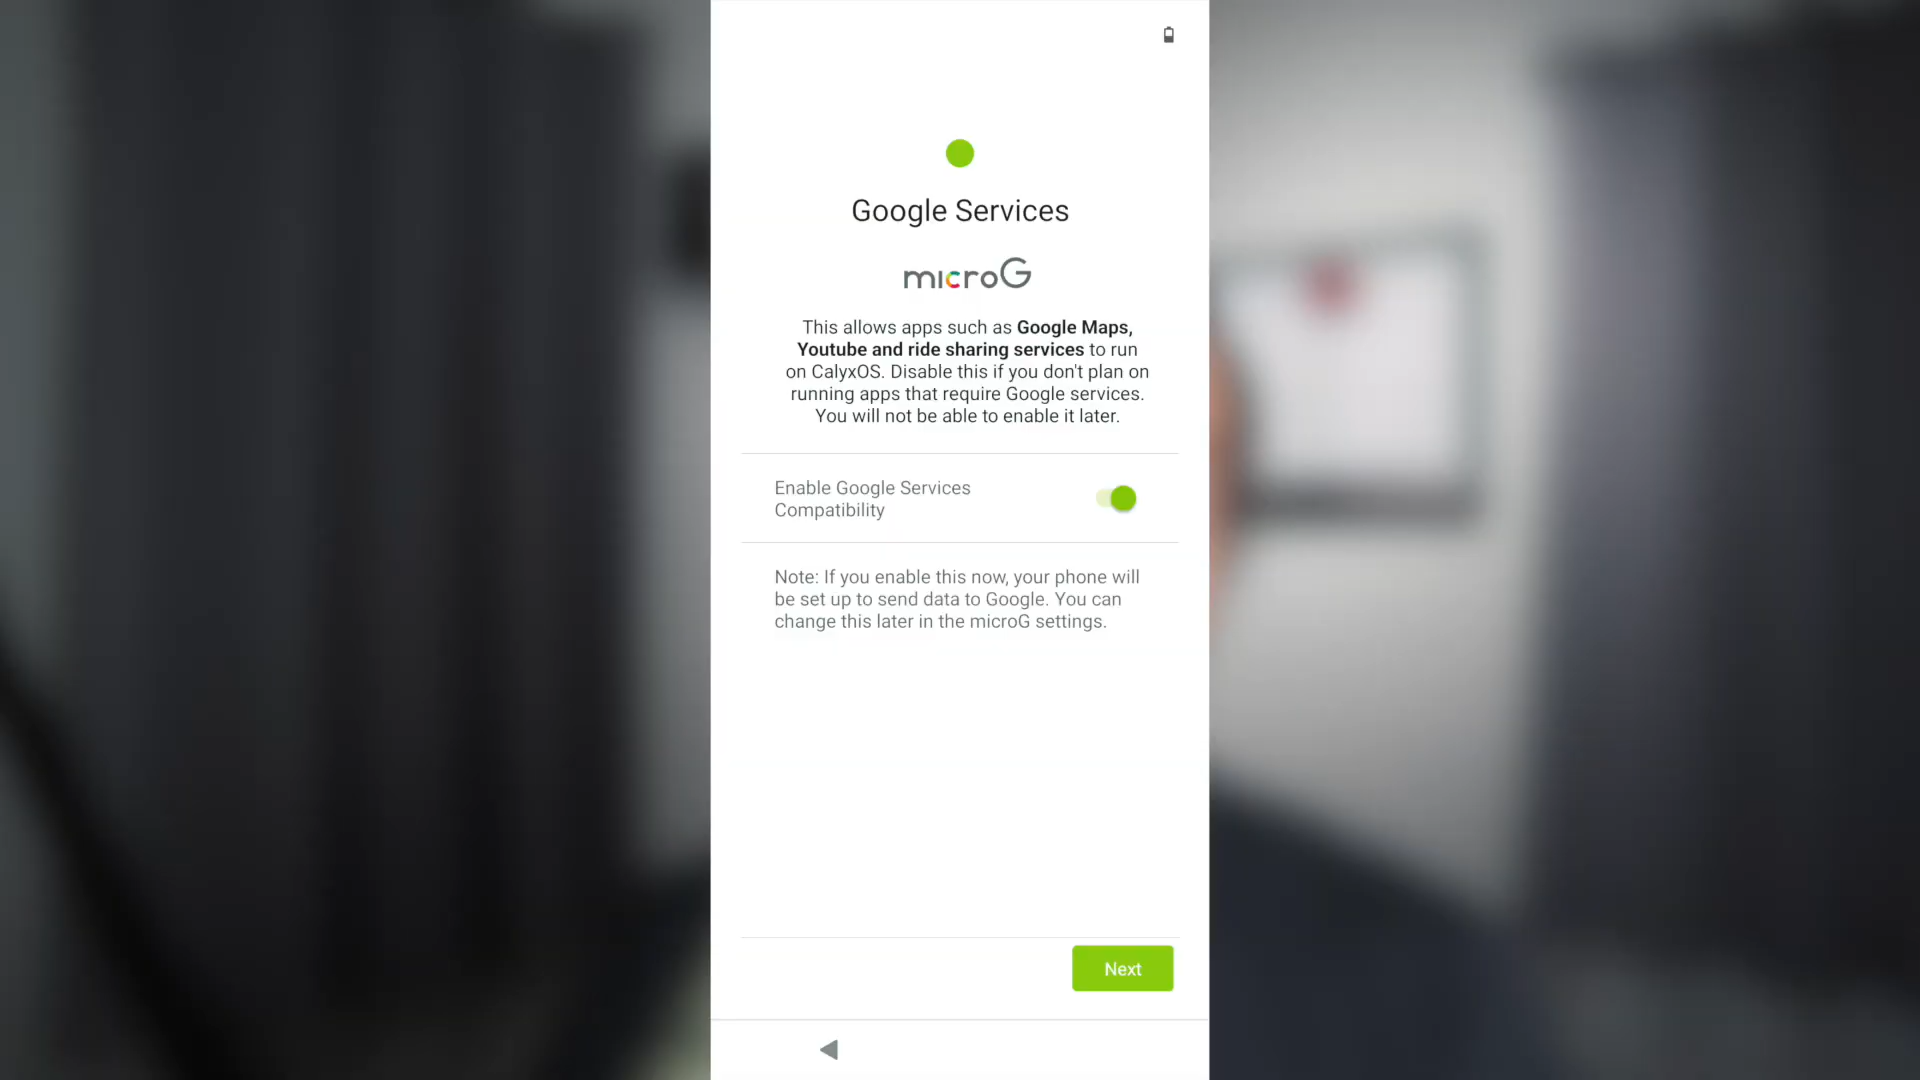 Google Services
microG
This allows apps such as Google Maps,
Youtube and ride sharing services to run
on CalyxOS. Disable this if you don't plan on
running apps that require Google services.
You will not be able to enable it later.
Enable Google Services
Compatibility
Note: If you enable this now, your phone will
be set up to send data to Google. You can
change this later in the microG settings.
Next